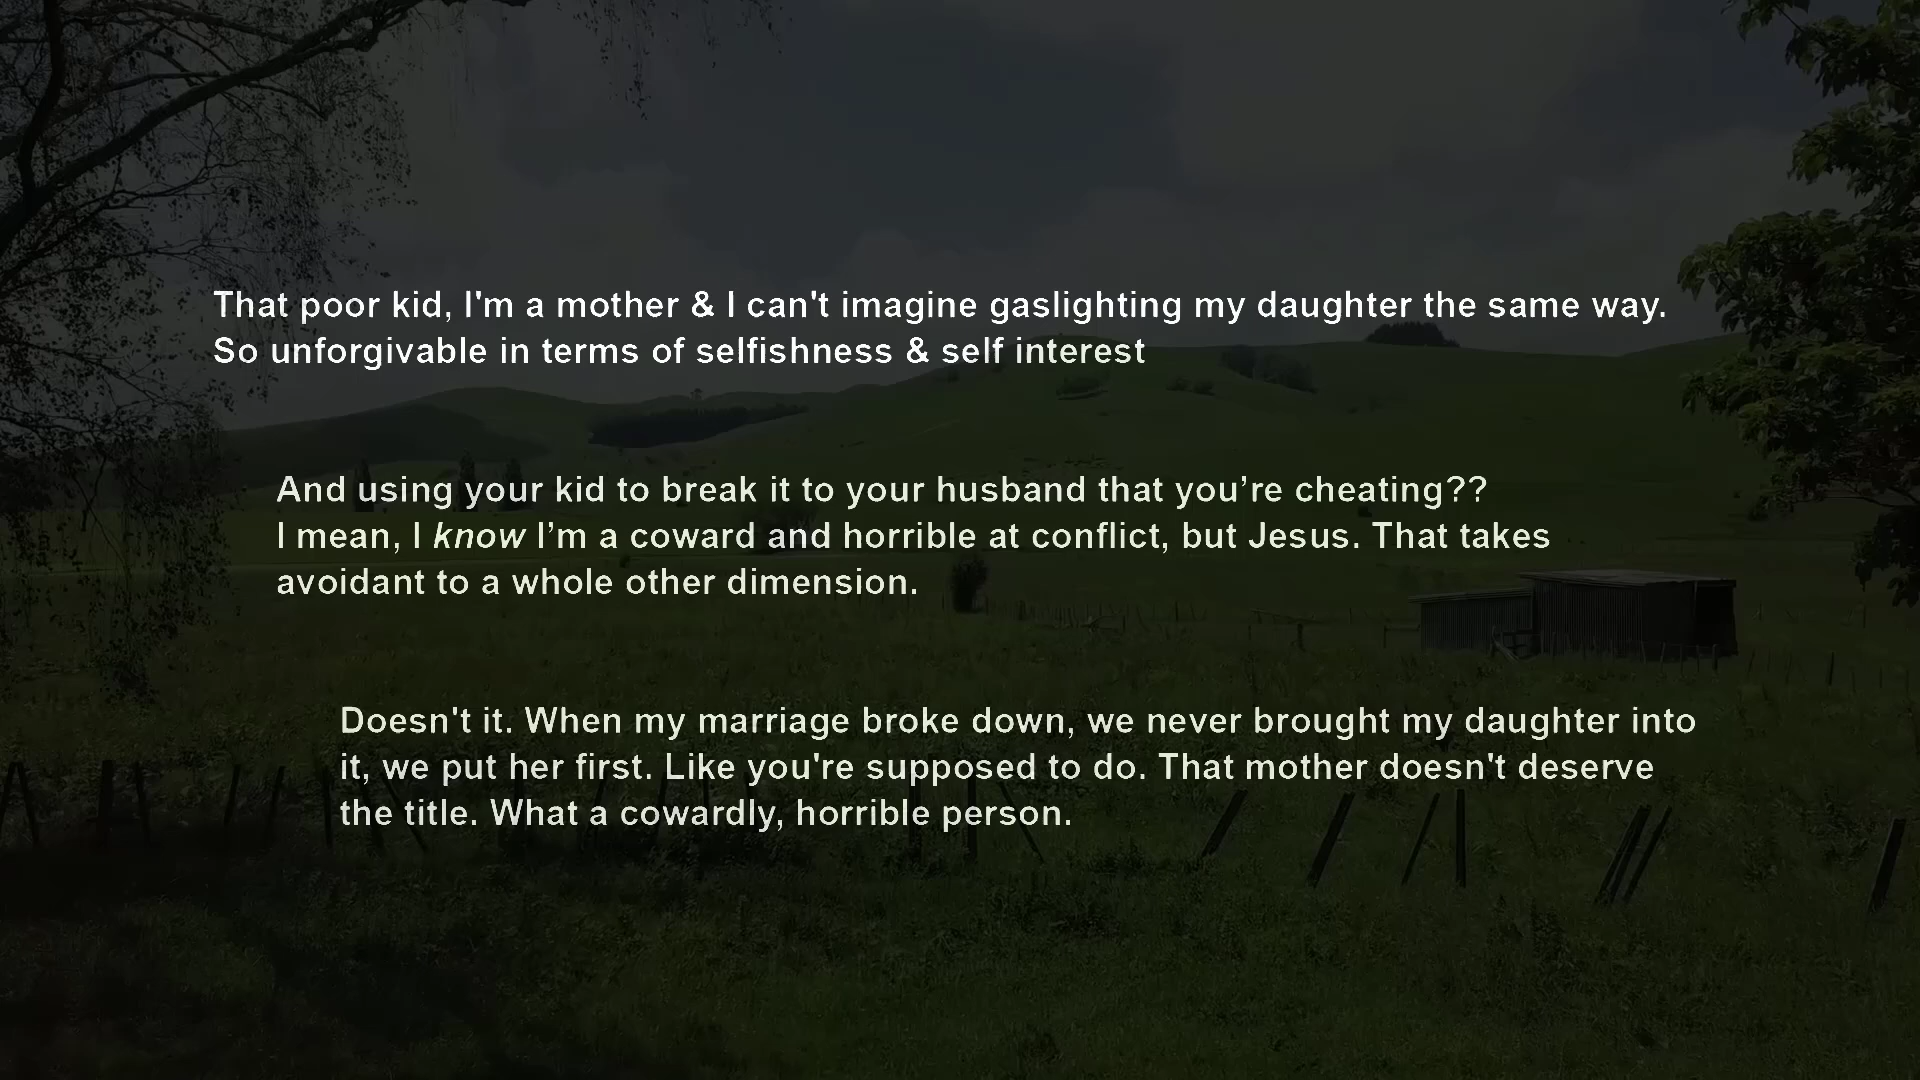 That poor kid, I'm a mother & I can't imagine gaslighting my daughter the same way.
So unforgivable in terms of selfishness & self interest
And using your kid to break it to your husband that you’re cheating??
I mean, I know I’m a coward and horrible at conflict, but Jesus. That takes
avoidant to a whole other dimension.
Doesn't it. When my marriage broke down, we never brought my daughter into
it, we put her first. Like you're supposed to do. That mother doesn't deserve
the title. What a cowardly, horrible person.